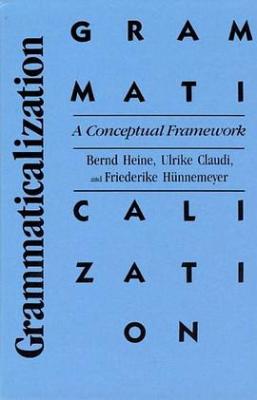 Grammaticalization
GRAM
MATI
A Conceptual Framework
Bernd Heine, Ulrike Claudi,
and Friederike Hünnemeyer
CALI
ZATI
ON